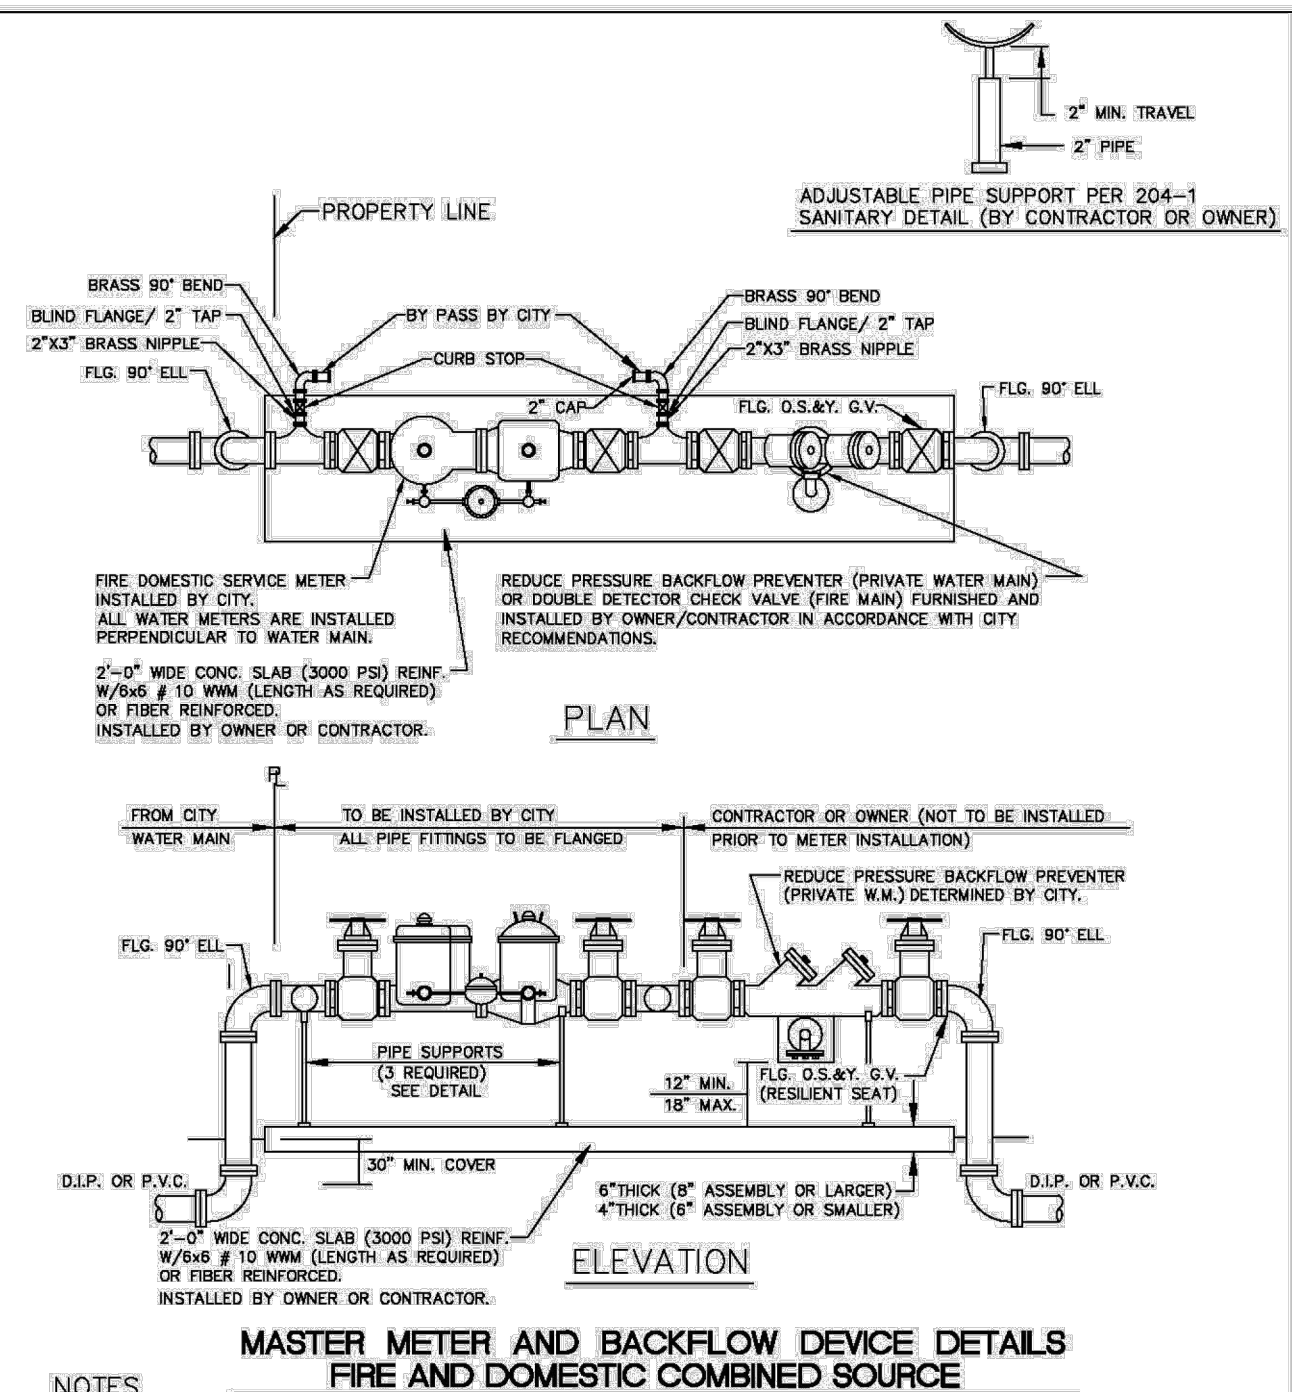 2" MIN. TRAVEL
2" PIPE
ADJUSTABLE PIPE SUPPORT PER 204-1
SANITARY DETAIL (BY CONTRACTOR OR OWNER)
PROPERTY LINE
BRASS 90° BEND
BLIND FLANGE/ 2" TAP
2"X3" BRASS NIPPLE
FLG. 90° ELL
BY PASS BY CITY
CURB STOP
2" CAP
BRASS 90° BEND
BLIND FLANGE/ 2" TAP
2"X3" BRASS NIPPLE
FLG. O.S.&Y. G.V.
FLG. 90° ELL
FIRE DOMESTIC SERVICE METER
INSTALLED BY CITY.
ALL WATER METERS ARE INSTALLED
PERPENDICULAR TO WATER MAIN.
REDUCE PRESSURE BACKFLOW PREVENTER (PRIVATE WATER MAIN)
OR DOUBLE DETECTOR CHECK VALVE (FIRE MAIN) FURNISHED AND
INSTALLED BY OWNER/CONTRACTOR IN ACCORDANCE WITH CITY
RECOMMENDATIONS.
2'-0" WIDE CONC. SLAB (3000 PSI) REINF.
W/6x6 # 10 WWM (LENGTH AS REQUIRED)
OR FIBER REINFORCED.
INSTALLED BY OWNER OR CONTRACTOR.
PLAN
PL
FROM CITY
WATER MAIN
TO BE INSTALLED BY CITY
ALL PIPE FITTINGS TO BE FLANGED
CONTRACTOR OR OWNER (NOT TO BE INSTALLED
PRIOR TO METER INSTALLATION)
REDUCE PRESSURE BACKFLOW PREVENTER
(PRIVATE W.M.) DETERMINED BY CITY.
FLG. 90° ELL
FLG. 90° ELL
PIPE SUPPORTS
(3 REQUIRED)
SEE DETAIL
12" MIN.
18" MAX.
FLG. O.S.&Y. G.V.
(RESILIENT SEAT)
30" MIN. COVER
D.I.P. OR P.V.C.
6"THICK (8" ASSEMBLY OR LARGER)
4"THICK (6" ASSEMBLY OR SMALLER)
D.I.P. OR P.V.C.
2'-0" WIDE CONC. SLAB (3000 PSI) REINF.
W/6x6 # 10 WWM (LENGTH AS REQUIRED)
OR FIBER REINFORCED.
INSTALLED BY OWNER OR CONTRACTOR.
ELEVATION
MASTER METER AND BACKFLOW DEVICE DETAILS
FIRE AND DOMESTIC COMBINED SOURCE
NOTES